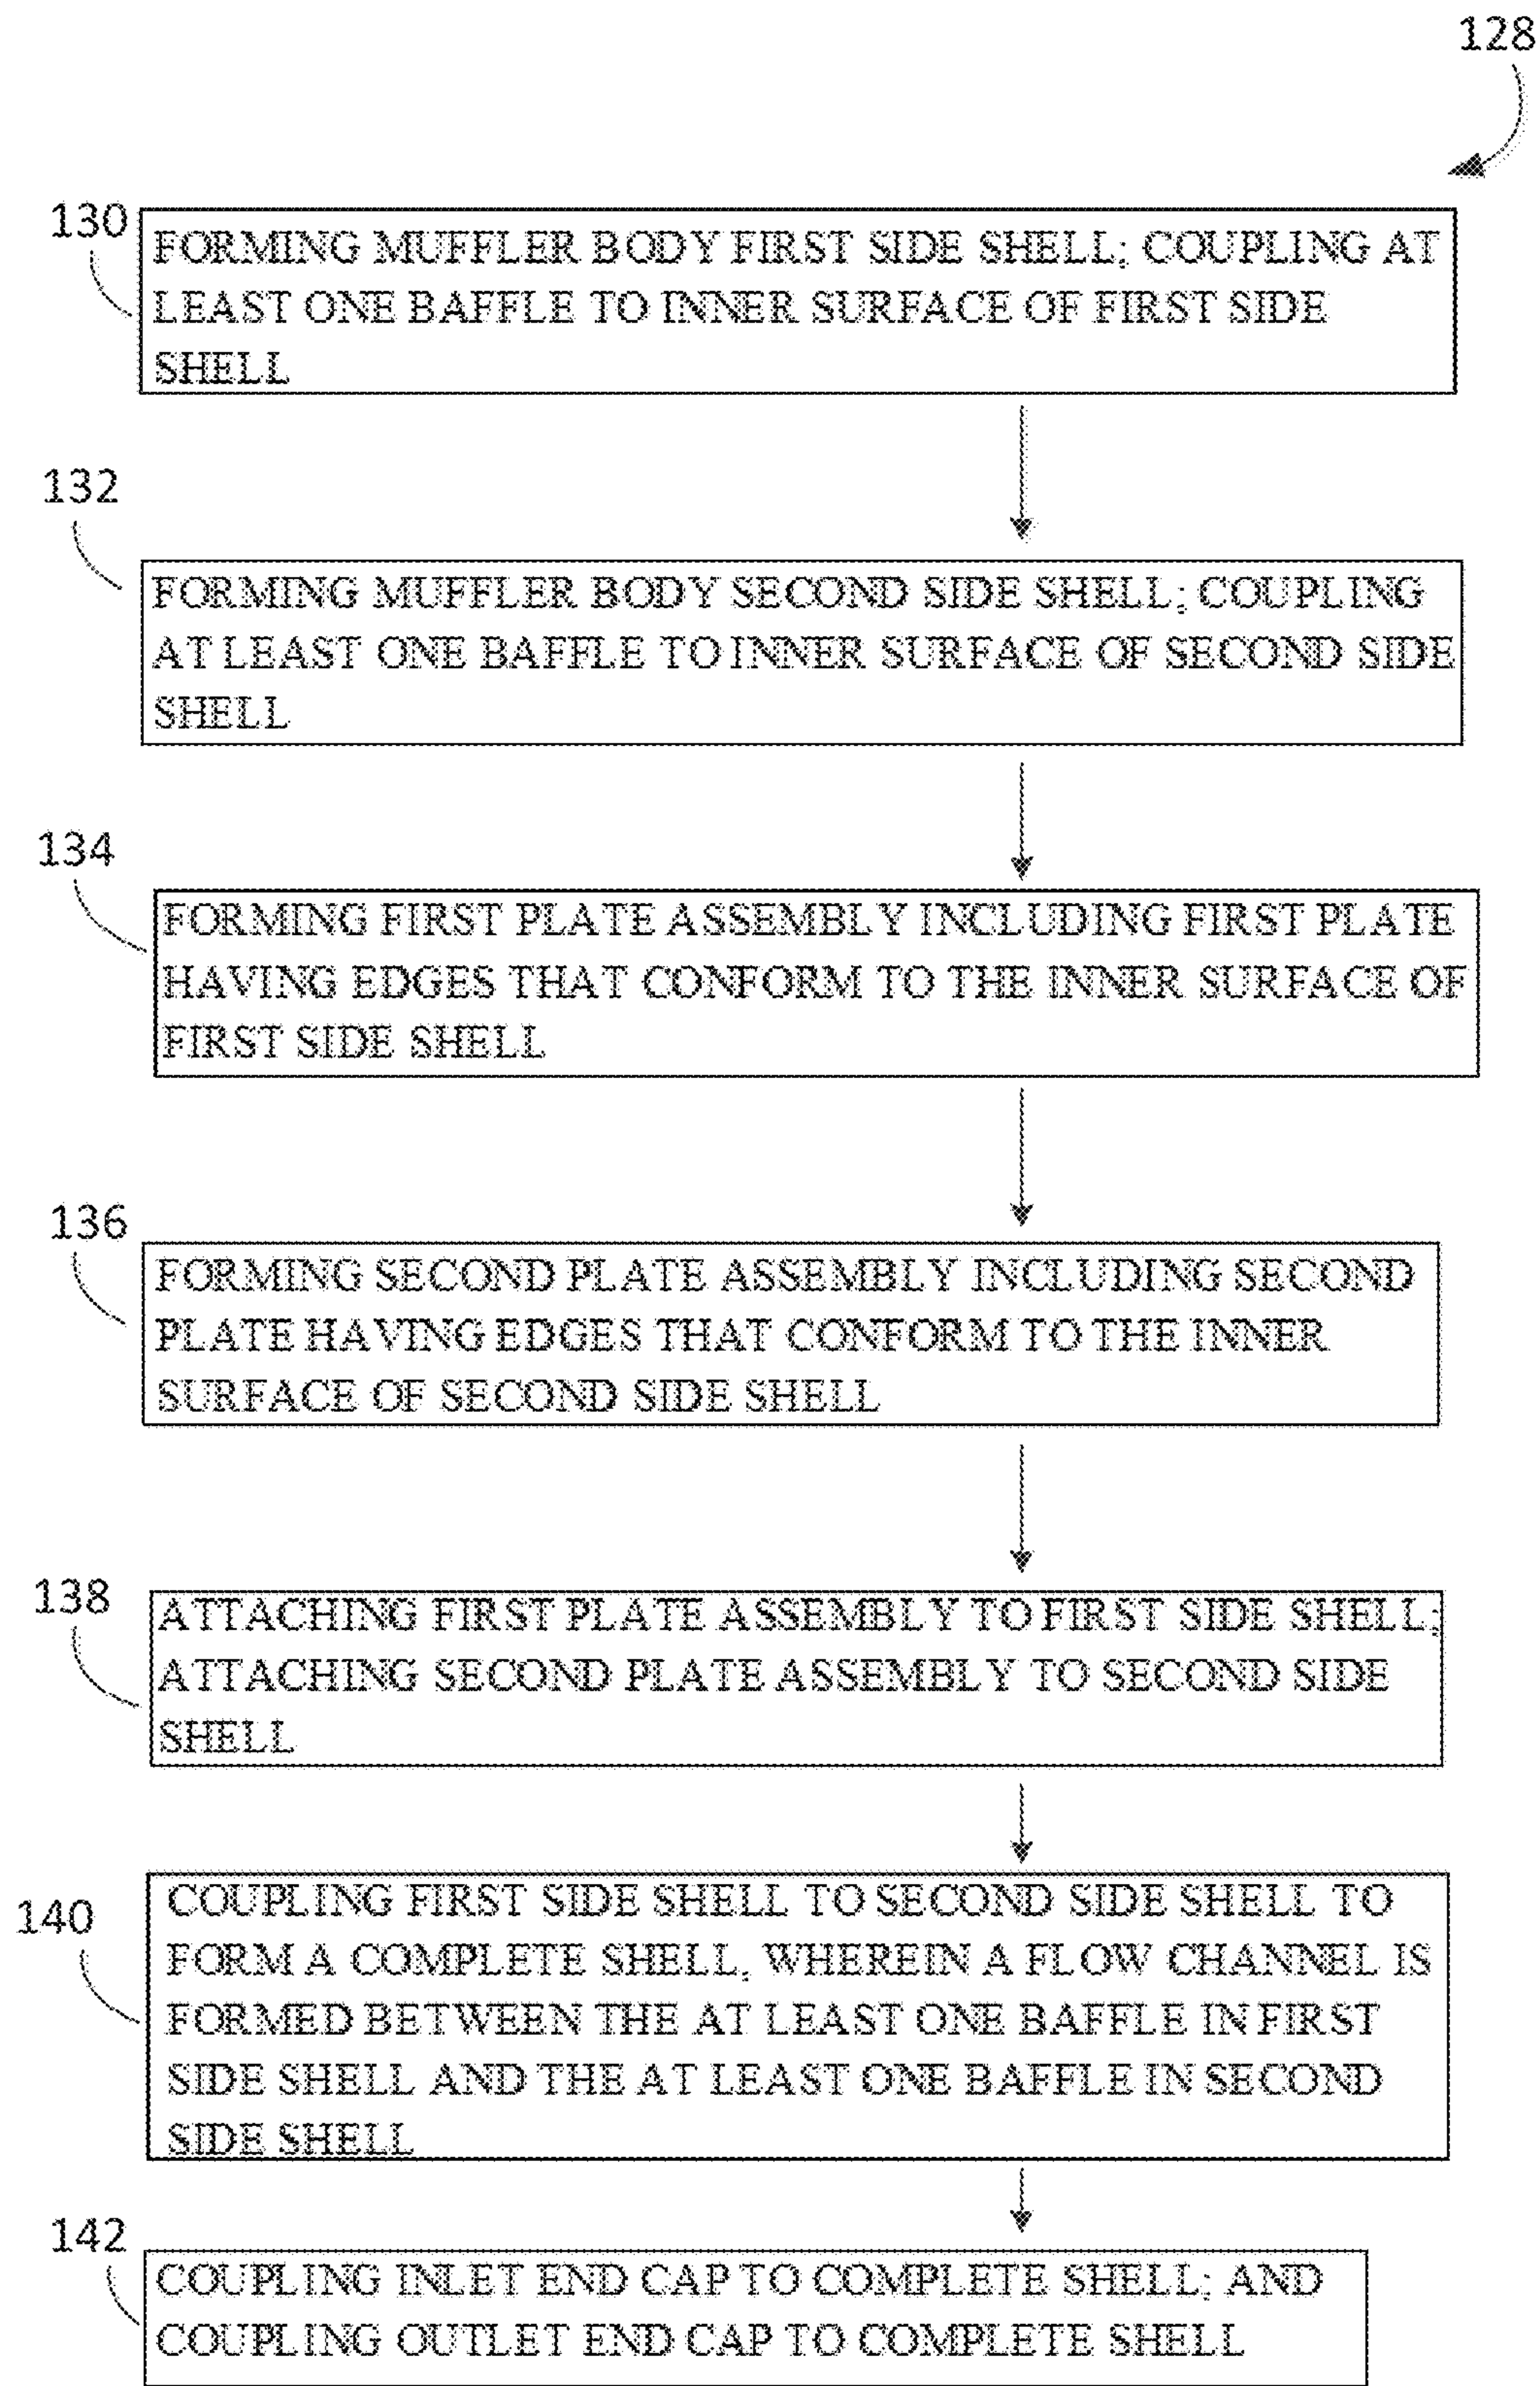 128
130
FORMING MUFFLER BODY FIRST SIDE SHELL; COUPLING AT
LEAST ONE BAFFLE TO INNER SURFACE OF FIRST SIDE
SHELL
132
FORMING MUFFLER BODY SECOND SIDE SHELL; COUPLING
AT LEAST ONE BAFFLE TO INNER SURFACE OF SECOND SIDE
SHELL
134
FORMING FIRST PLATE ASSEMBLY INCLUDING FIRST PLATE
HAVING EDGES THAT CONFORM TO THE INNER SURFACE OF
FIRST SIDE SHELL
136
FORMING SECOND PLATE ASSEMBLY INCLUDING SECOND
PLATE HAVING EDGES THAT CONFORM TO THE INNER
SURFACE OF SECOND SIDE SHELL
138
ATTACHING FIRST PLATE ASSEMBLY TO FIRST SIDE SHELL;
ATTACHING SECOND PLATE ASSEMBLY TO SECOND SIDE
SHELL
140
COUPLING FIRST SIDE SHELL TO SECOND SIDE SHELL TO
FORM A COMPLETE SHELL, WHEREIN A FLOW CHANNEL IS
FORMED BETWEEN THE AT LEAST ONE BAFFLE IN FIRST
SIDE SHELL AND THE AT LEAST ONE BAFFLE IN SECOND
SIDE SHELL
142
COUPLING INLET END CAP TO COMPLETE SHELL; AND
COUPLING OUTLET END CAP TO COMPLETE SHELL